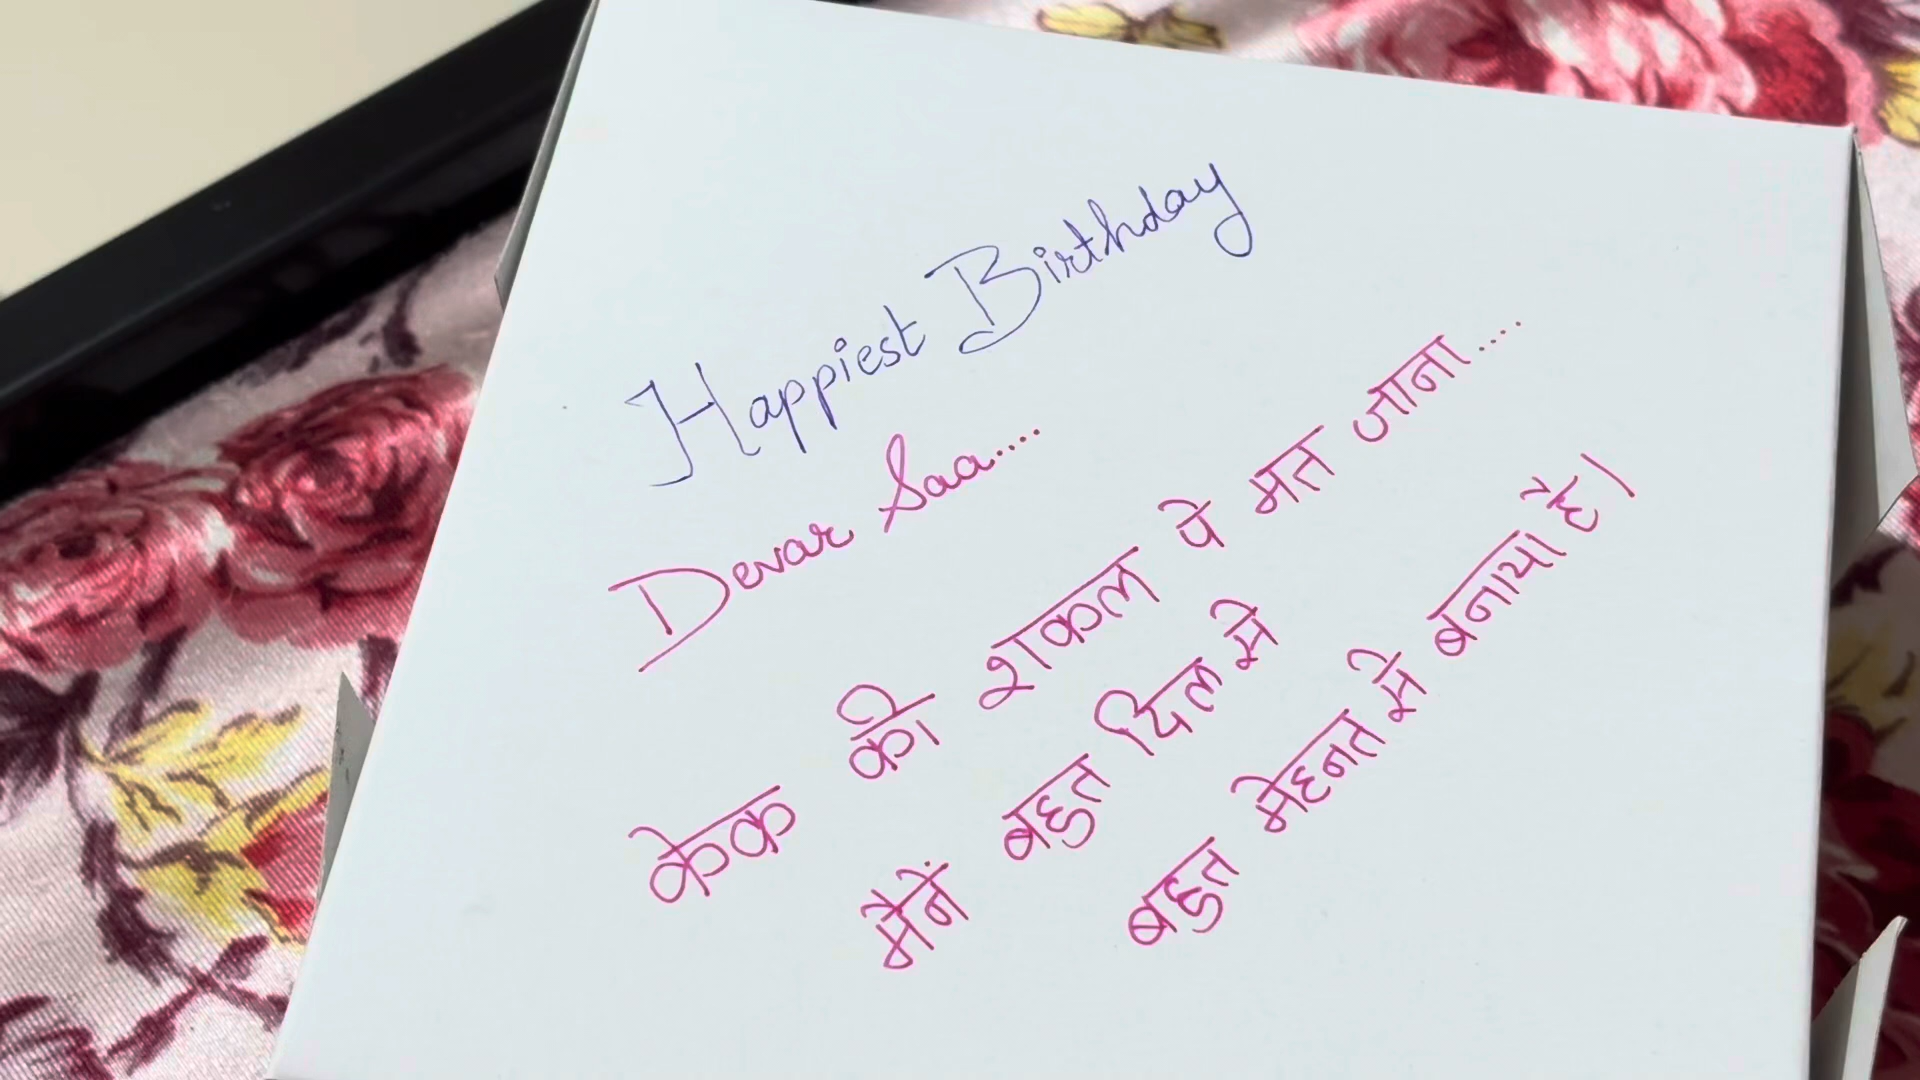 Happiest Birthday
Devar Saa....
केक की शकल पे मत जाना....
मैनें बहुत दिल से
बहुत मेहनत से बनाया है।